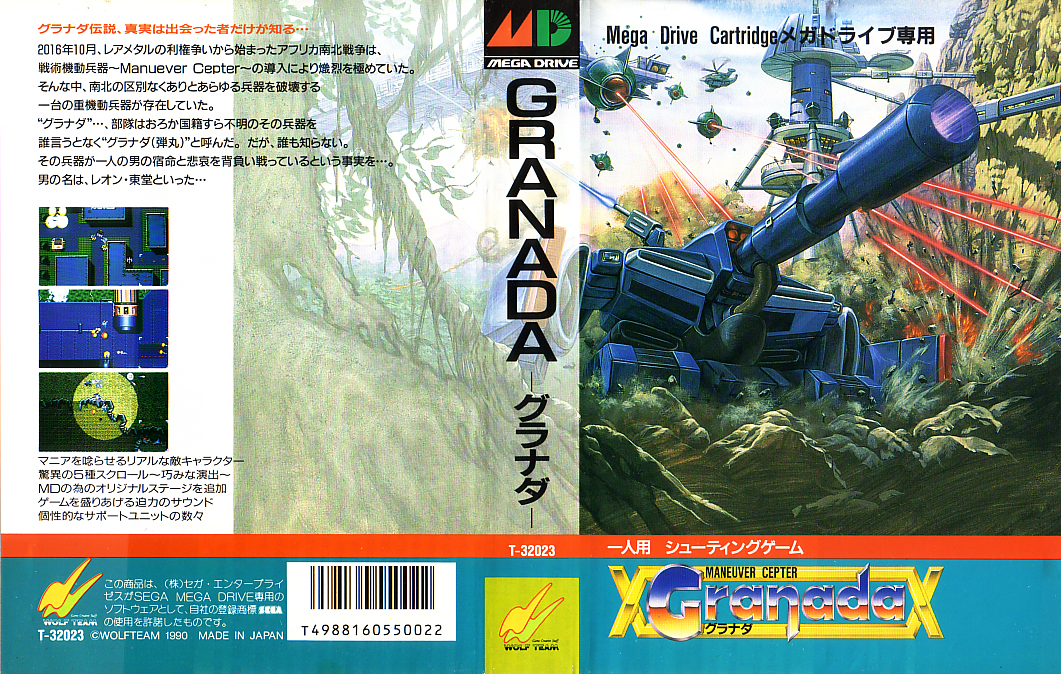 グラナダ伝説、真実は出会った者だけが知る…
2016年10月、レアメタルの利権争いから始まったアフリカ南北戦争は、
戦術機動兵器〜Manuever Cepter〜の導入により熾烈を極めていた。
そんな中、南北の区別なくありとあらゆる兵器を破壊する
一台の重機動兵器が存在していた。
“グラナダ”…、部隊はおろか国籍すら不明のその兵器を
誰言うとなく“グラナダ(弾丸)”と呼んだ。だが、誰も知らない。
その兵器が一人の男の宿命と悲哀を背負い戦っているという事実を…。
男の名は、レオン・東堂といった…
マニアを唸らせるリアルな敵キャラクター
驚異の5種スクロール〜巧みな演出〜
MDの為のオリジナルステージを追加
ゲームを盛りあげる迫力のサウンド
個性的なサポートユニットの数々
Game Create Staff
WOLF TEAM
この商品は、(株)セガ・エンタープライ
ゼスがSEGA MEGA DRIVE専用の
ソフトウェアとして、自社の登録商標 SEGA
の使用を許諾したものです。
T-32023 ©WOLFTEAM 1990 MADE IN JAPAN
T4988160550022
MD
MEGA DRIVE
GRANADA
―グラナダ―
T-32023
Game Create Staff
WOLF TEAM
Mega Drive Cartridgeメガドライブ専用
一人用 シューティングゲーム
MANEUVER CEPTER
Granada
グラナダ